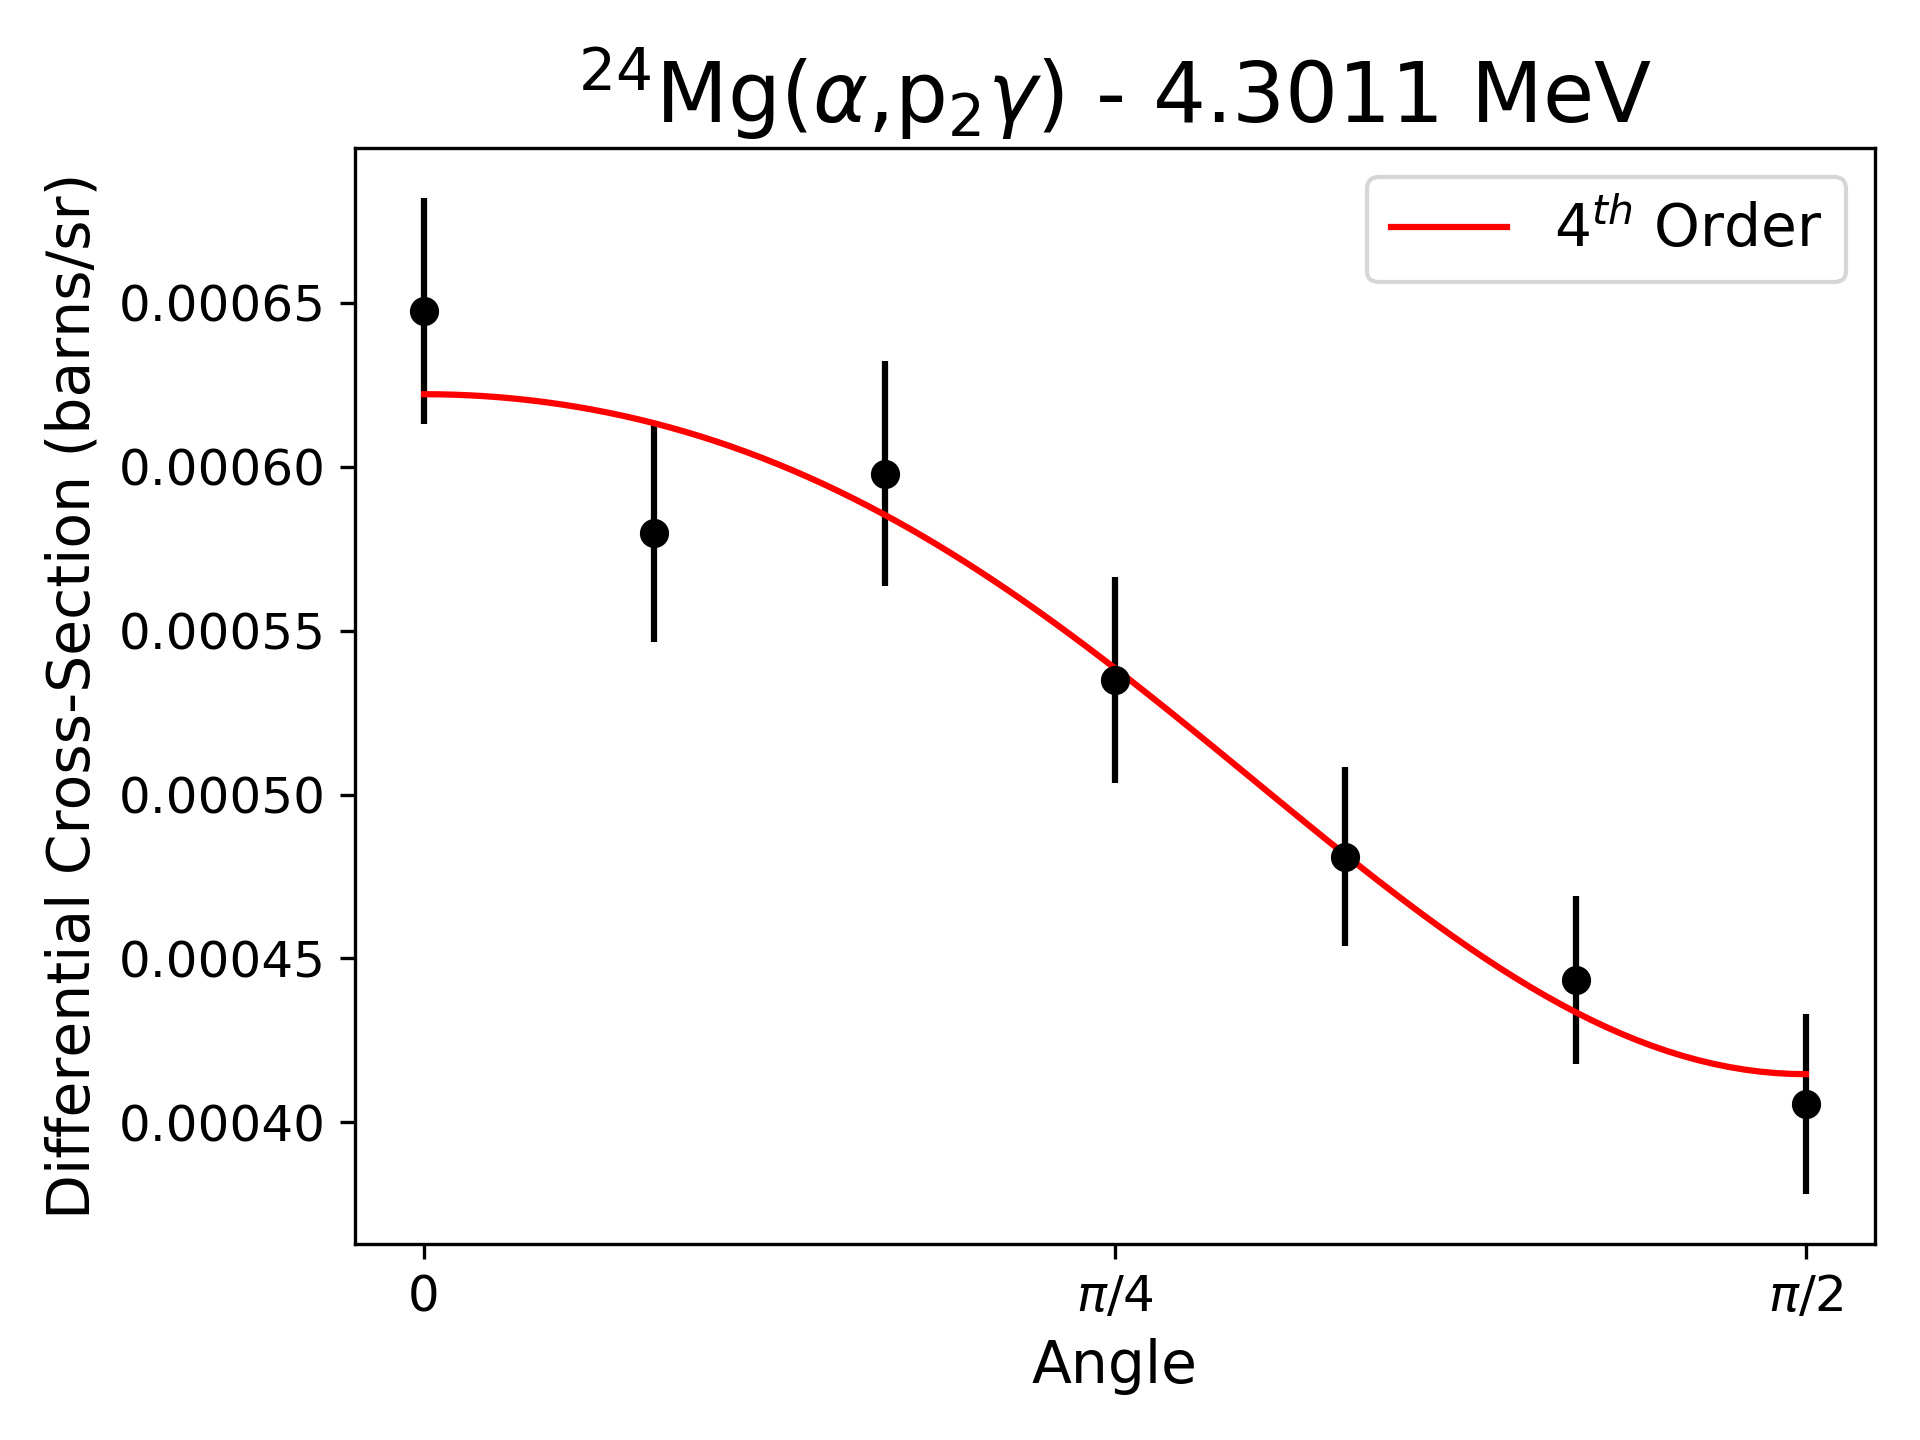 ²⁴Mg(α,p₂γ) - 4.3011 MeV
4ᵗʰ Order
Differential Cross-Section (barns/sr)
0.00065
0.00060
0.00055
0.00050
0.00045
0.00040
0 π/4 π/2
Angle